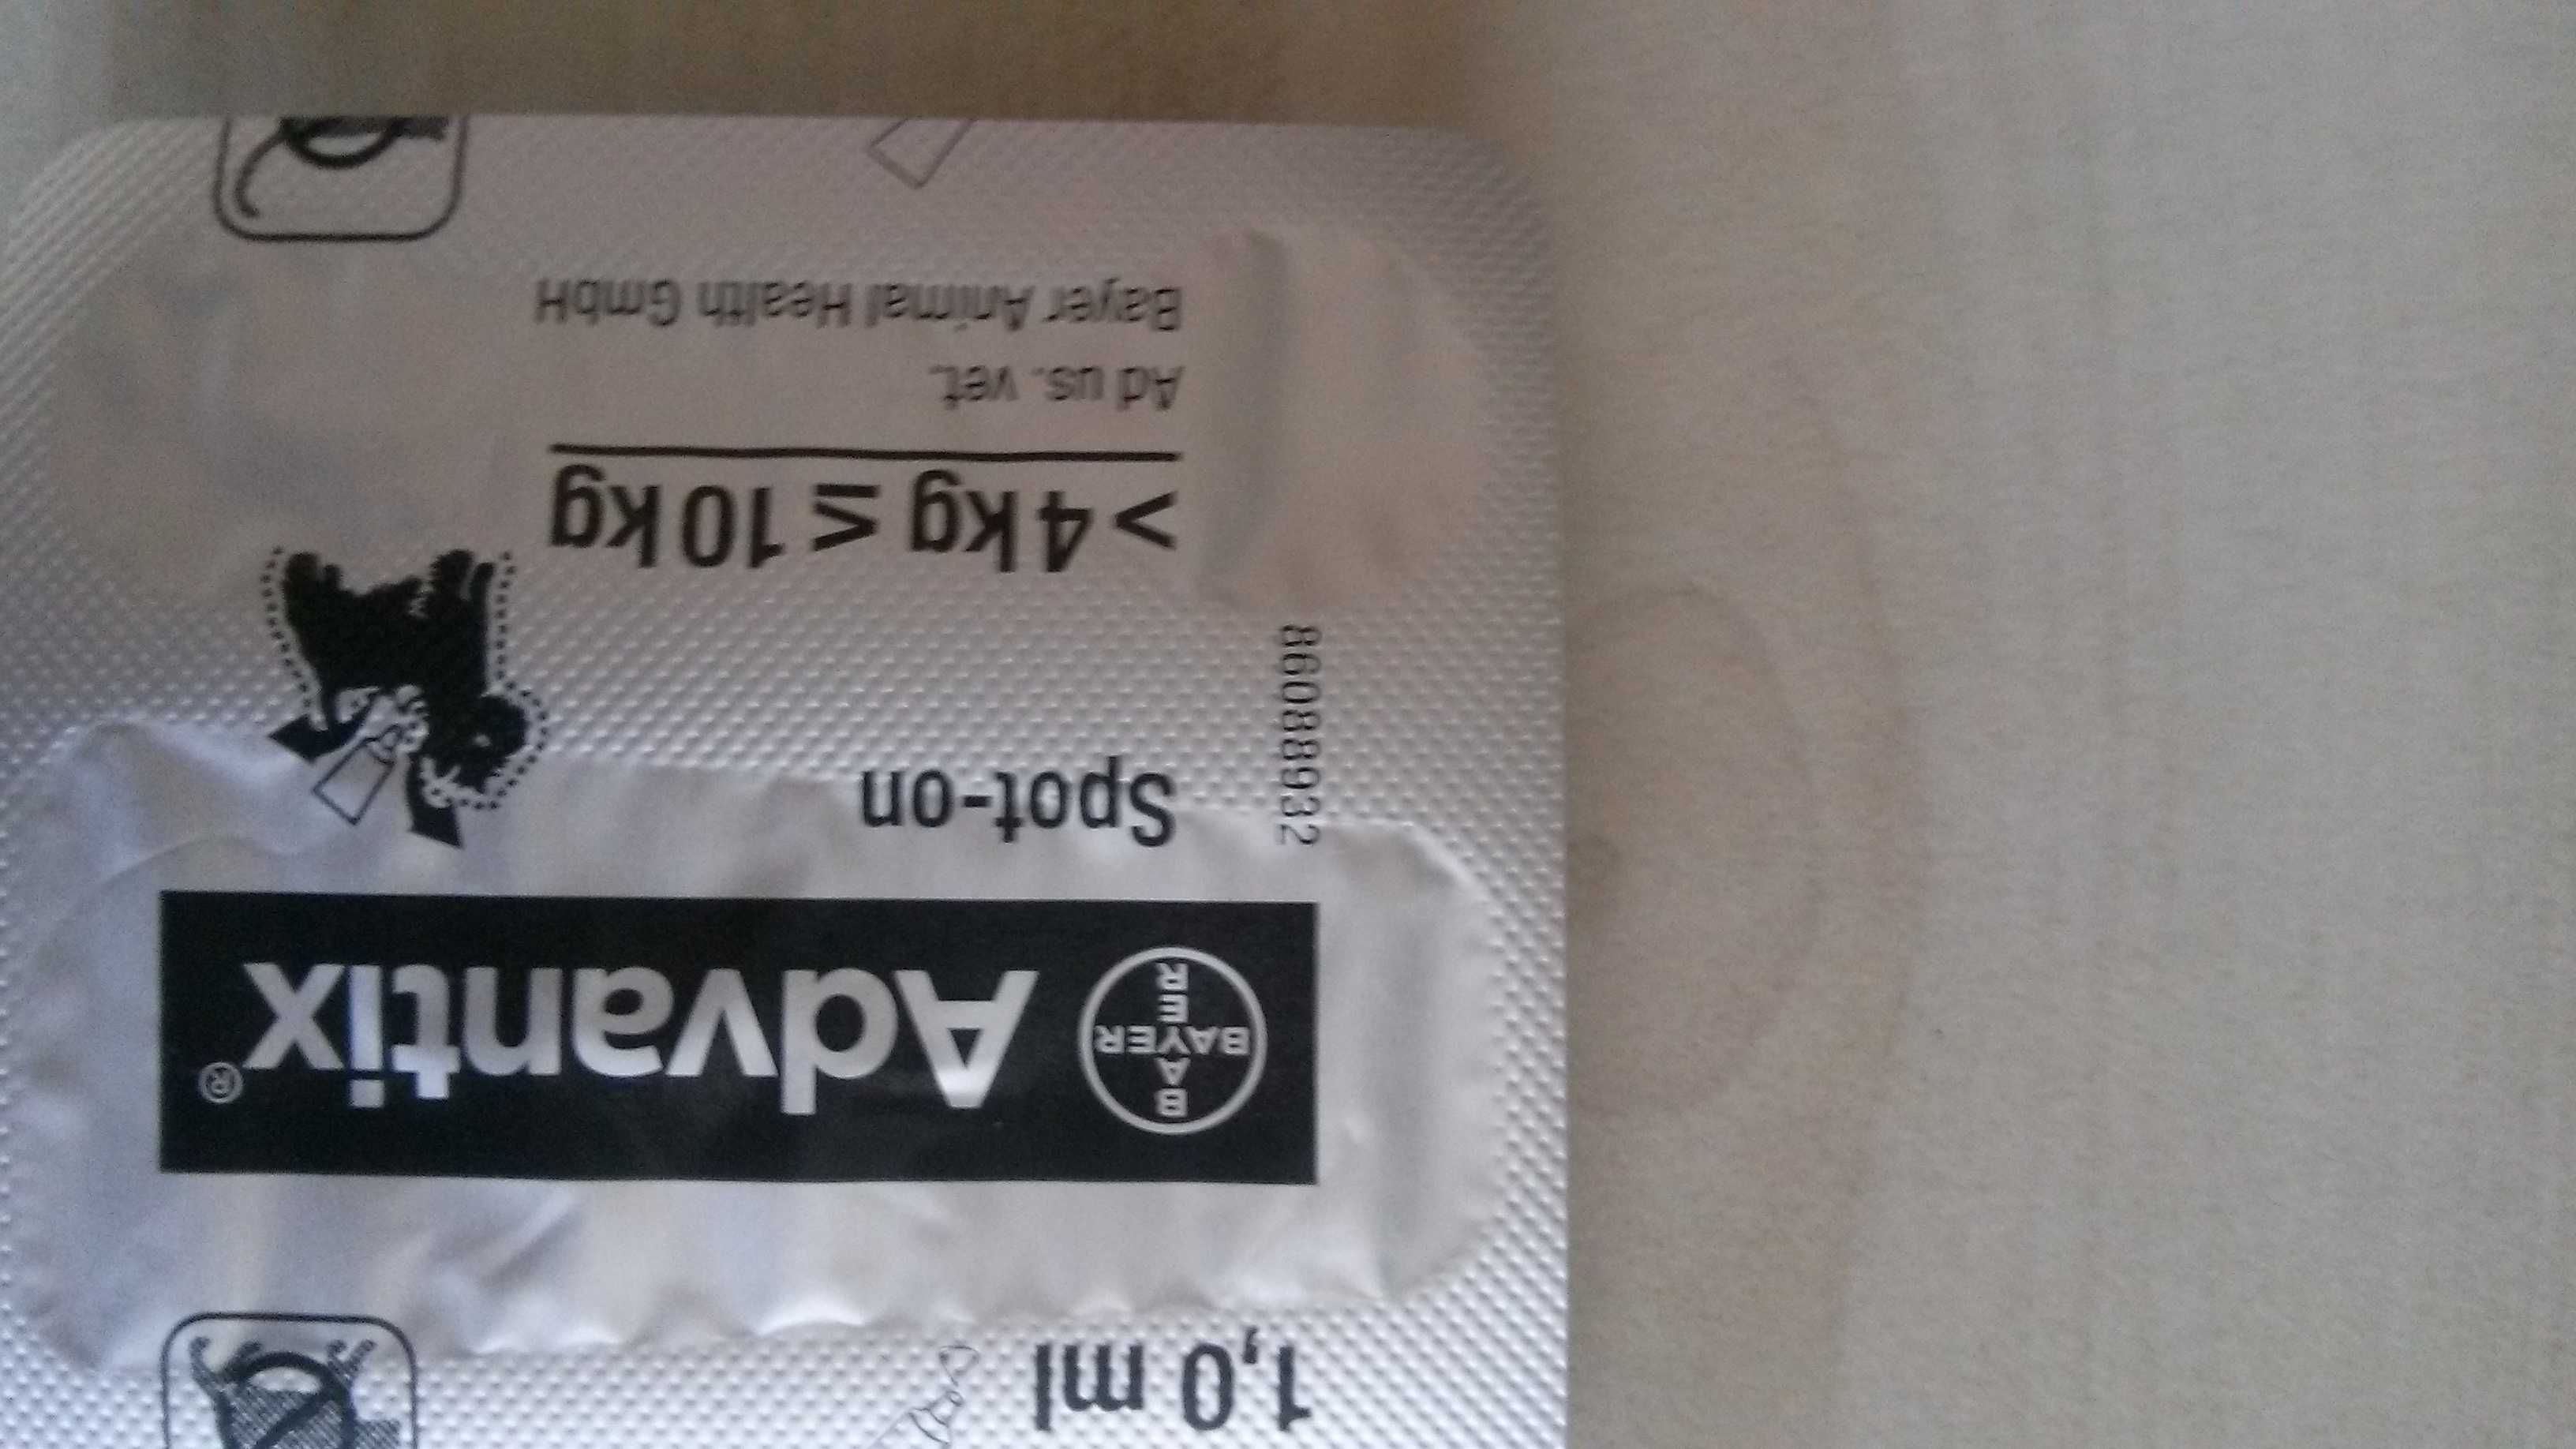 1,0 ml
BAYER
BAYER
Advantix®
Spot-on
86088932
>4 kg ≤ 10 kg
Ad us. vet.
Bayer Animal Health GmbH